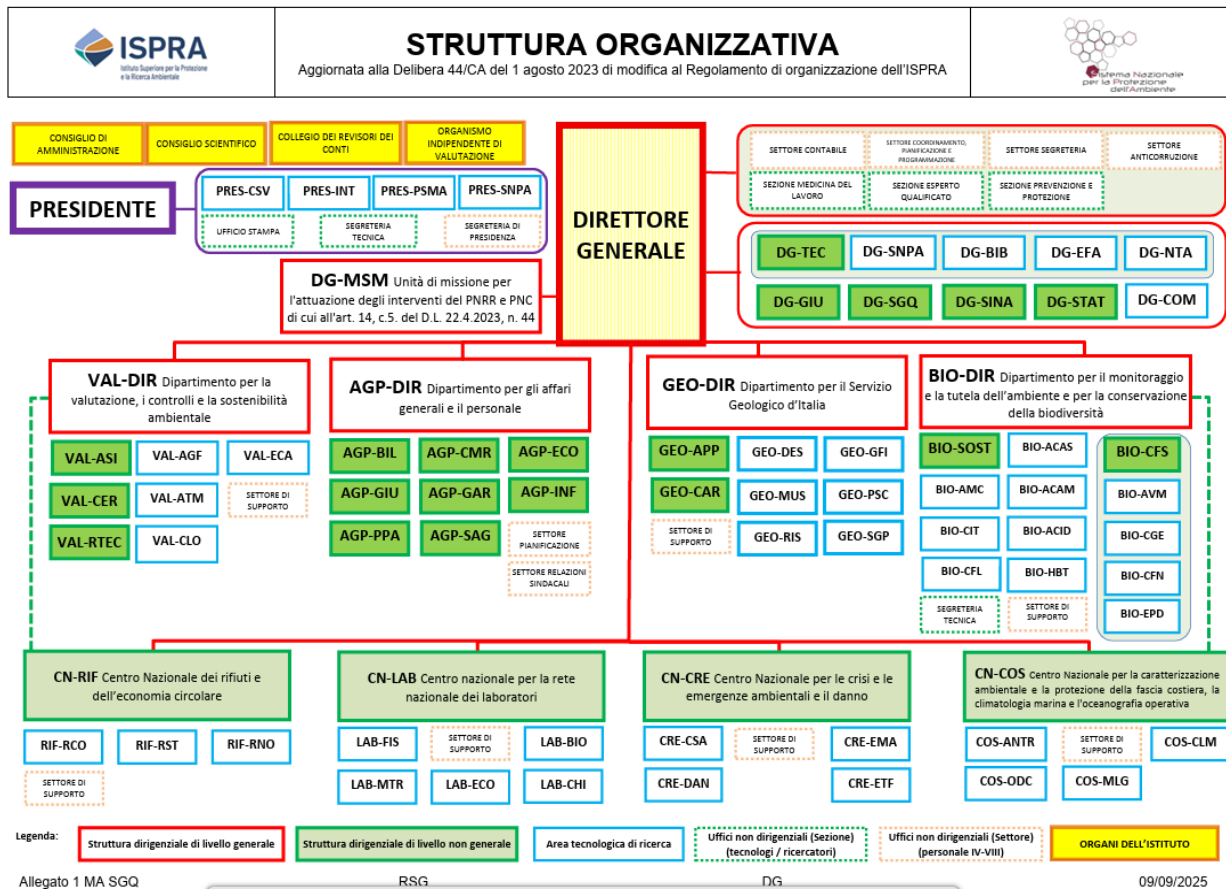 ISPRA
Istituto Superiore per la Protezione
e la Ricerca Ambientale
STRUTTURA ORGANIZZATIVA
Aggiornata alla Delibera 44/CA del 1 agosto 2023 di modifica al Regolamento di organizzazione dell'ISPRA
Sistema Nazionale
per la Protezione
dell'Ambiente
CONSIGLIO DI
AMMINISTRAZIONE
CONSIGLIO SCIENTIFICO
COLLEGIO DEI REVISORI DEI
CONTI
ORGANISMO
INDIPENDENTE DI
VALUTAZIONE
PRESIDENTE
PRES-CSV
PRES-INT
PRES-PSMA
PRES-SNPA
UFFICIO STAMPA
SEGRETERIA
TECNICA
SEGRETERIA DI
PRESIDENZA
DIRETTORE
GENERALE
SETTORE CONTABILE
SETTORE COORDINAMENTO,
PIANIFICAZIONE E
PROGRAMMAZIONE
SETTORE SEGRETERIA
SETTORE
ANTICORRUZIONE
SEZIONE MEDICINA DEL
LAVORO
SEZIONE ESPERTO
QUALIFICATO
SEZIONE PREVENZIONE E
PROTEZIONE
DG-TEC
DG-SNPA
DG-BIB
DG-EFA
DG-NTA
DG-GIU
DG-SGQ
DG-SINA
DG-STAT
DG-COM
DG-MSM Unità di missione per
l'attuazione degli interventi del PNRR e PNC
di cui all'art. 14, c.5. del D.L. 22.4.2023, n. 44
VAL-DIR Dipartimento per la
valutazione, i controlli e la sostenibilità
ambientale
VAL-ASI
VAL-AGF
VAL-ECA
VAL-CER
VAL-ATM
SETTORE DI
SUPPORTO
VAL-RTEC
VAL-CLO
AGP-DIR Dipartimento per gli affari
generali e il personale
AGP-BIL
AGP-CMR
AGP-ECO
AGP-GIU
AGP-GAR
AGP-INF
AGP-PPA
AGP-SAG
SETTORE
PIANIFICAZIONE
SETTORE RELAZIONI
SINDACALI
GEO-DIR Dipartimento per il Servizio
Geologico d'Italia
GEO-APP
GEO-DES
GEO-GFI
GEO-CAR
GEO-MUS
GEO-PSC
SETTORE DI
SUPPORTO
GEO-RIS
GEO-SGP
BIO-DIR Dipartimento per il monitoraggio
e la tutela dell'ambiente e per la conservazione
della biodiversità
BIO-SOST
BIO-ACAS
BIO-CFS
BIO-AMC
BIO-ACAM
BIO-AVM
BIO-CIT
BIO-ACID
BIO-CGE
BIO-CFL
BIO-HBT
BIO-CFN
SEGRETERIA
TECNICA
SETTORE DI
SUPPORTO
BIO-EPD
CN-RIF Centro Nazionale dei rifiuti e
dell'economia circolare
RIF-RCO
RIF-RST
RIF-RNO
SETTORE DI
SUPPORTO
CN-LAB Centro nazionale per la rete
nazionale dei laboratori
LAB-FIS
SETTORE DI
SUPPORTO
LAB-BIO
LAB-MTR
LAB-ECO
LAB-CHI
CN-CRE Centro Nazionale per le crisi e le
emergenze ambientali e il danno
CRE-CSA
SETTORE DI
SUPPORTO
CRE-EMA
CRE-DAN
CRE-ETF
CN-COS Centro Nazionale per la caratterizzazione
ambientale e la protezione della fascia costiera, la
climatologia marina e l'oceanografia operativa
COS-ANTR
SETTORE DI
SUPPORTO
COS-CLM
COS-ODC
COS-MLG
Legenda:
Struttura dirigenziale di livello generale
Struttura dirigenziale di livello non generale
Area tecnologica di ricerca
Uffici non dirigenziali (Sezione)
(tecnologi / ricercatori)
Uffici non dirigenziali (Settore)
(personale IV-VIII)
ORGANI DELL'ISTITUTO
Allegato 1 MA SGQ
RSG
DG
09/09/2025